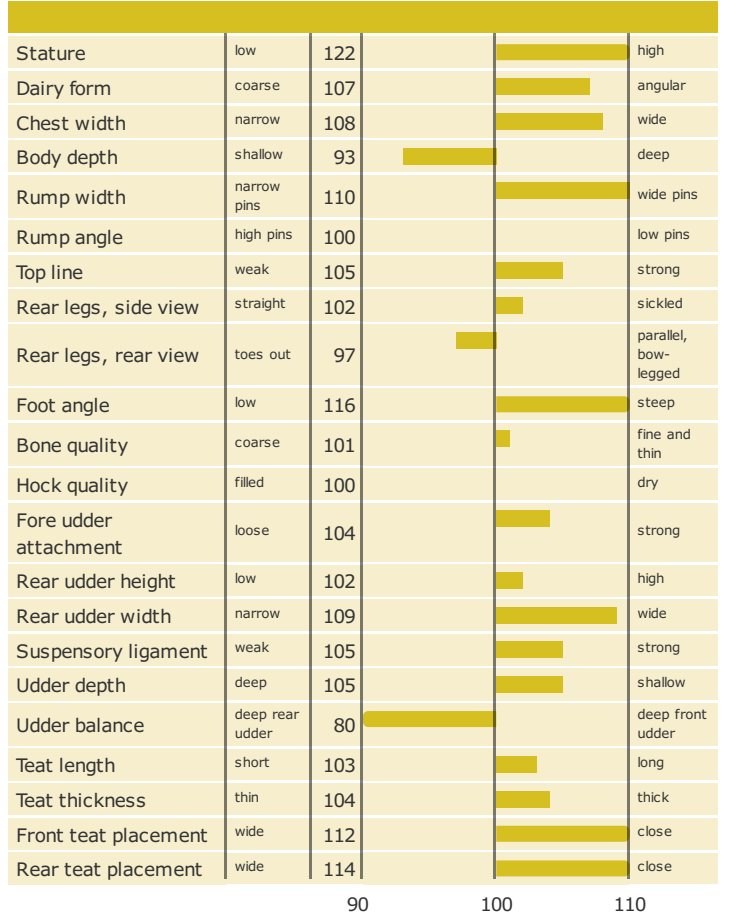 Stature low 122 high
Dairy form coarse 107 angular
Chest width narrow 108 wide
Body depth shallow 93 deep
Rump width narrow pins 110 wide pins
Rump angle high pins 100 low pins
Top line weak 105 strong
Rear legs, side view straight 102 sickled
Rear legs, rear view toes out 97 parallel, bow-legged
Foot angle low 116 steep
Bone quality coarse 101 fine and thin
Hock quality filled 100 dry
Fore udder attachment loose 104 strong
Rear udder height low 102 high
Rear udder width narrow 109 wide
Suspensory ligament weak 105 strong
Udder depth deep 105 shallow
Udder balance deep rear udder 80 deep front udder
Teat length short 103 long
Teat thickness thin 104 thick
Front teat placement wide 112 close
Rear teat placement wide 114 close
90 100 110